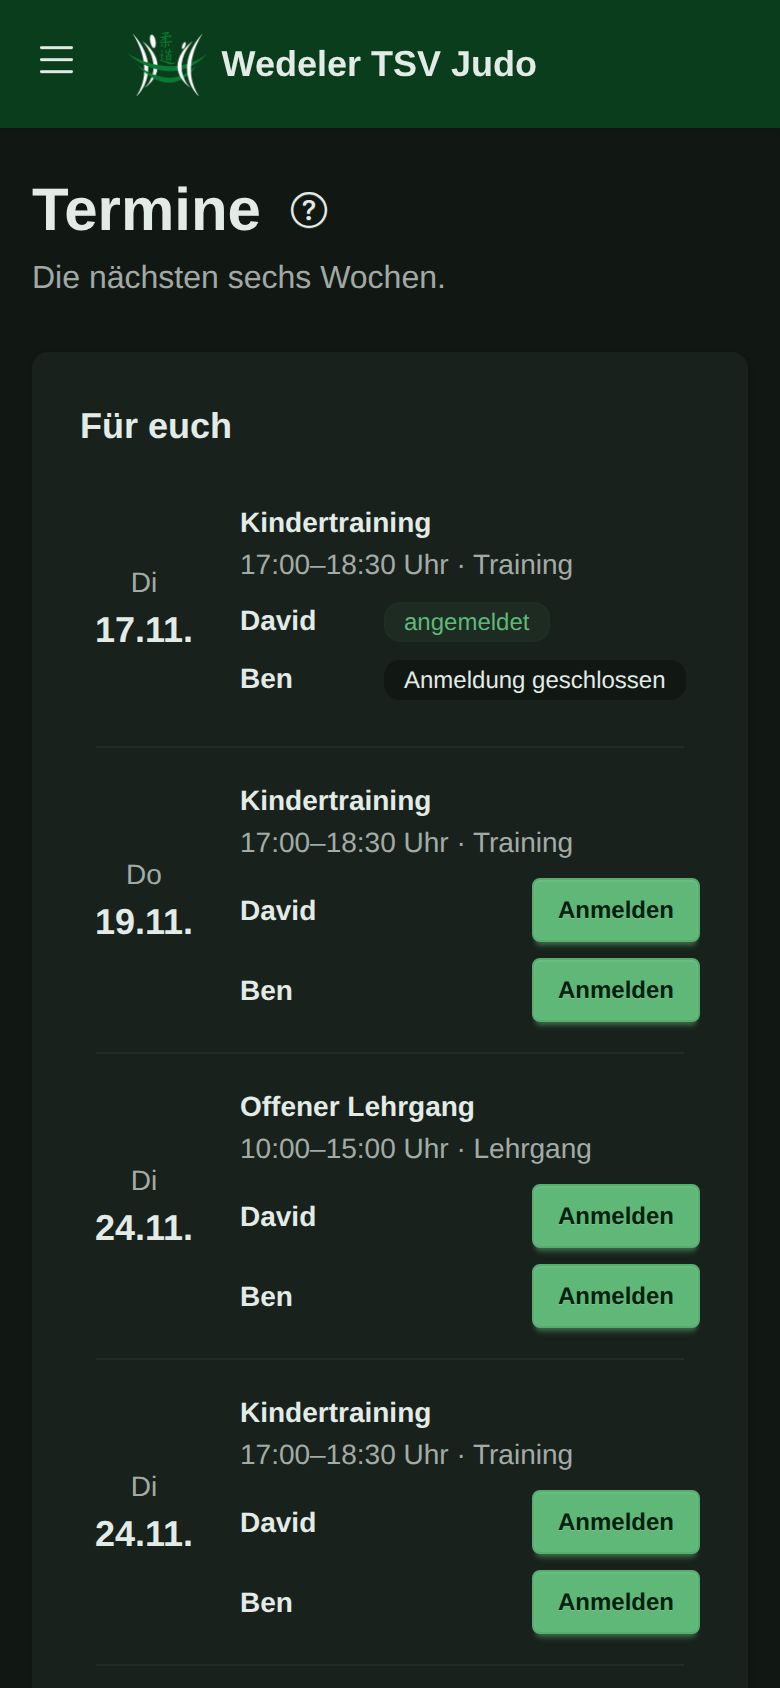 柔道
Wedeler TSV Judo
Termine ?
Die nächsten sechs Wochen.
Für euch
Di
17.11.
Kindertraining
17:00–18:30 Uhr · Training
David angemeldet
Ben Anmeldung geschlossen
Do
19.11.
Kindertraining
17:00–18:30 Uhr · Training
David Anmelden
Ben Anmelden
Di
24.11.
Offener Lehrgang
10:00–15:00 Uhr · Lehrgang
David Anmelden
Ben Anmelden
Di
24.11.
Kindertraining
17:00–18:30 Uhr · Training
David Anmelden
Ben Anmelden